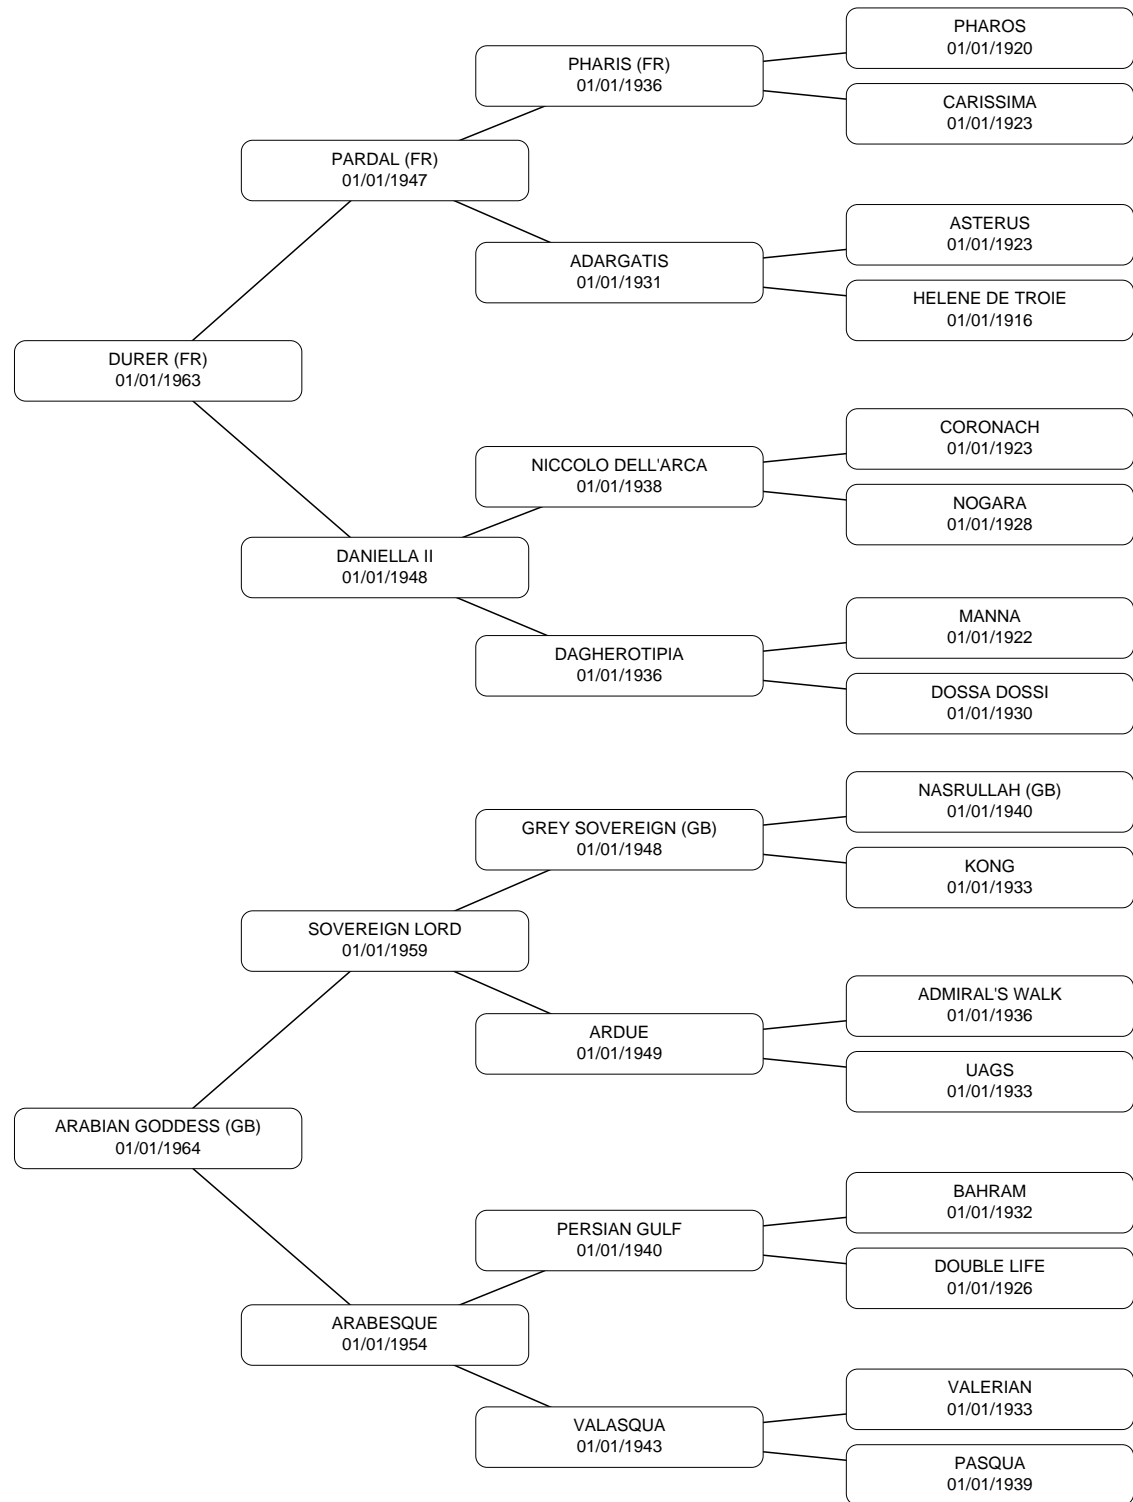 PHAROS
01/01/1920
PHARIS (FR)
01/01/1936
CARISSIMA
01/01/1923
PARDAL (FR)
01/01/1947
ASTERUS
01/01/1923
ADARGATIS
01/01/1931
HELENE DE TROIE
01/01/1916
DURER (FR)
01/01/1963
CORONACH
01/01/1923
NICCOLO DELL'ARCA
01/01/1938
NOGARA
01/01/1928
DANIELLA II
01/01/1948
MANNA
01/01/1922
DAGHEROTIPIA
01/01/1936
DOSSA DOSSI
01/01/1930
NASRULLAH (GB)
01/01/1940
GREY SOVEREIGN (GB)
01/01/1948
KONG
01/01/1933
SOVEREIGN LORD
01/01/1959
ADMIRAL'S WALK
01/01/1936
ARDUE
01/01/1949
UAGS
01/01/1933
ARABIAN GODDESS (GB)
01/01/1964
BAHRAM
01/01/1932
PERSIAN GULF
01/01/1940
DOUBLE LIFE
01/01/1926
ARABESQUE
01/01/1954
VALERIAN
01/01/1933
VALASQUA
01/01/1943
PASQUA
01/01/1939